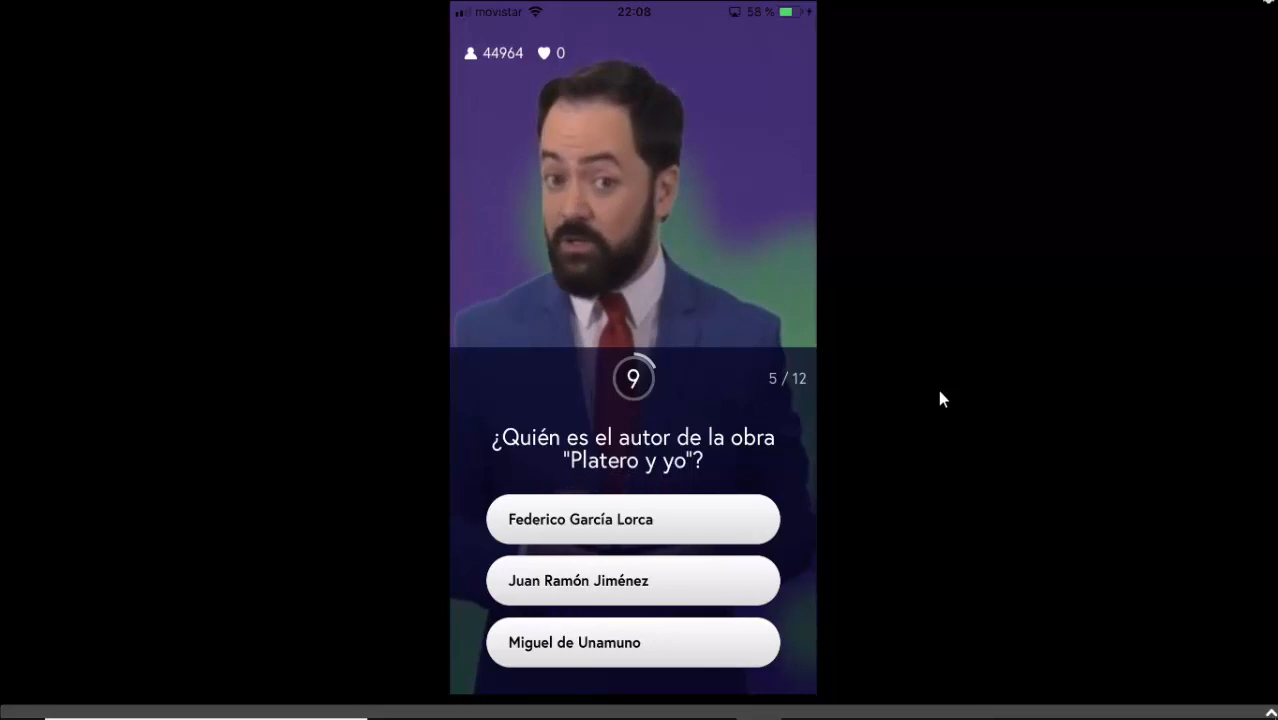 movistar 22:08 58 %
44964 0
9 5 / 12
¿Quién es el autor de la obra
"Platero y yo"?
Federico García Lorca
Juan Ramón Jiménez
Miguel de Unamuno